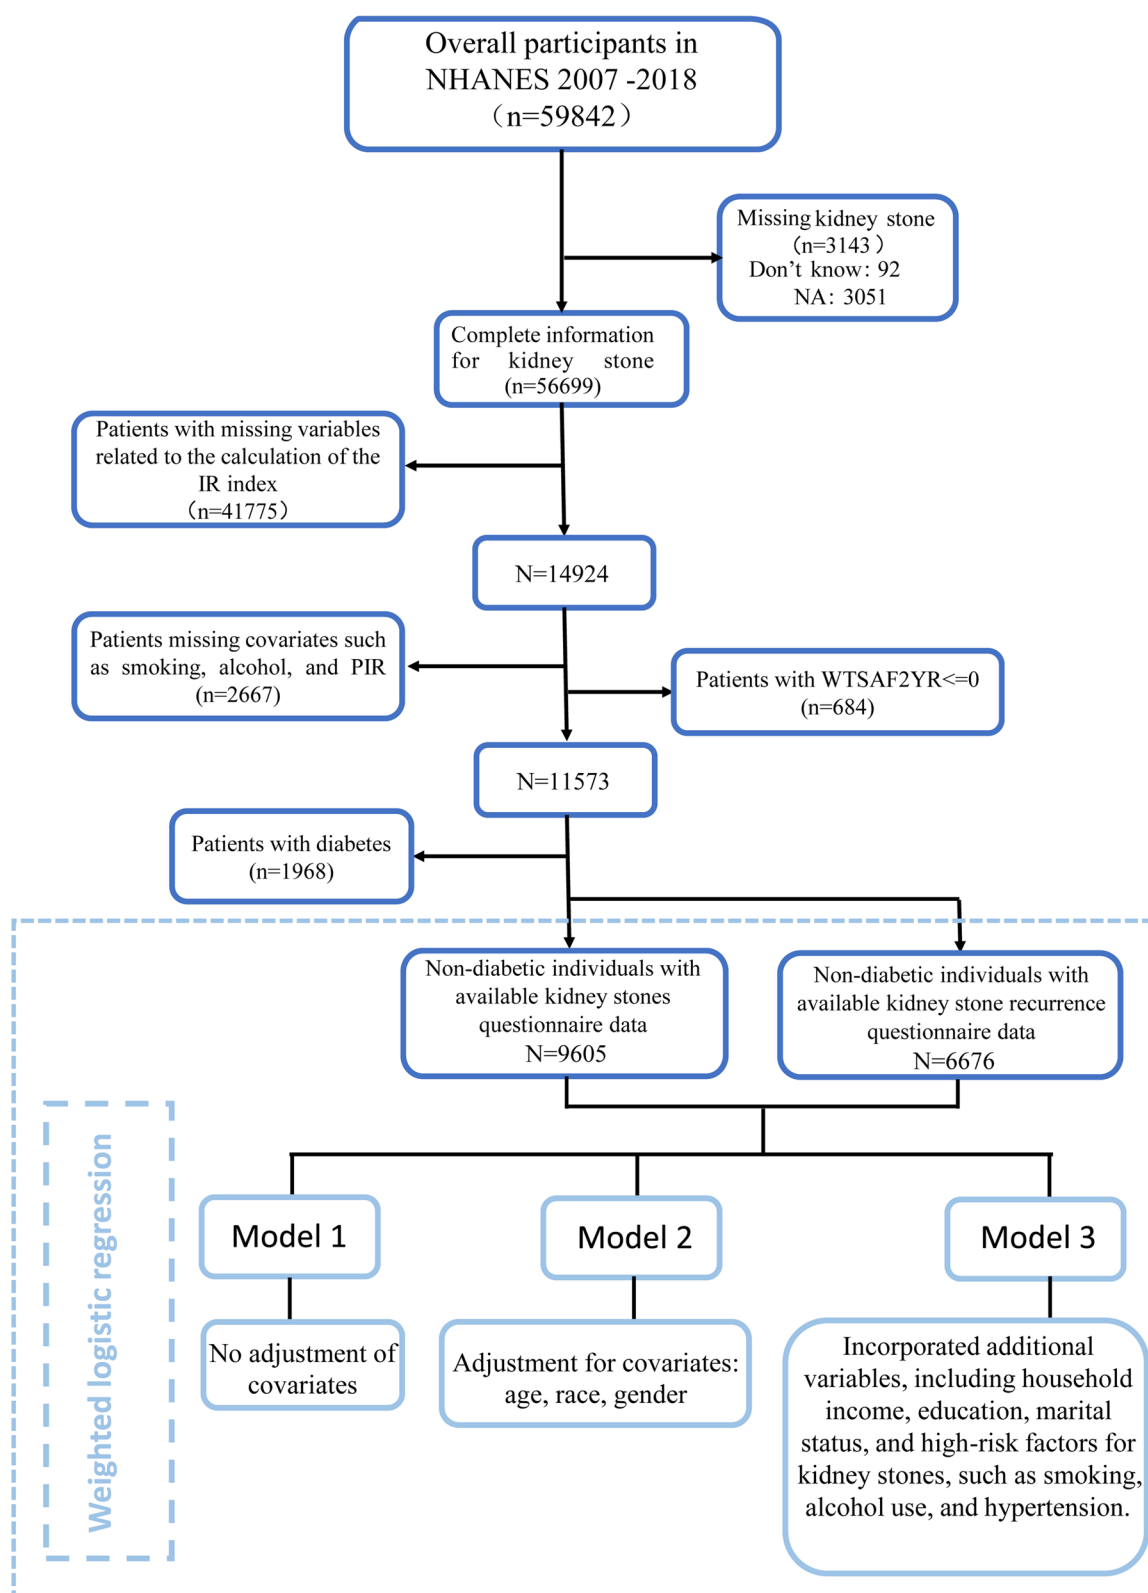 Overall participants in
NHANES 2007 -2018
（n=59842）
Missing kidney stone
（n=3143 ）
Don’t know: 92
NA: 3051
Complete information
for kidney stone
(n=56699)
Patients with missing variables
related to the calculation of the
IR index
（n=41775）
N=14924
Patients missing covariates such
as smoking, alcohol, and PIR
(n=2667)
Patients with WTSAF2YR<=0
(n=684)
N=11573
Patients with diabetes
(n=1968)
Non-diabetic individuals with
available kidney stones
questionnaire data
N=9605
Non-diabetic individuals with
available kidney stone recurrence
questionnaire data
N=6676
Weighted logistic regression
Model 1
Model 2
Model 3
No adjustment of
covariates
Adjustment for covariates:
age, race, gender
Incorporated additional
variables, including household
income, education, marital
status, and high-risk factors for
kidney stones, such as smoking,
alcohol use, and hypertension.